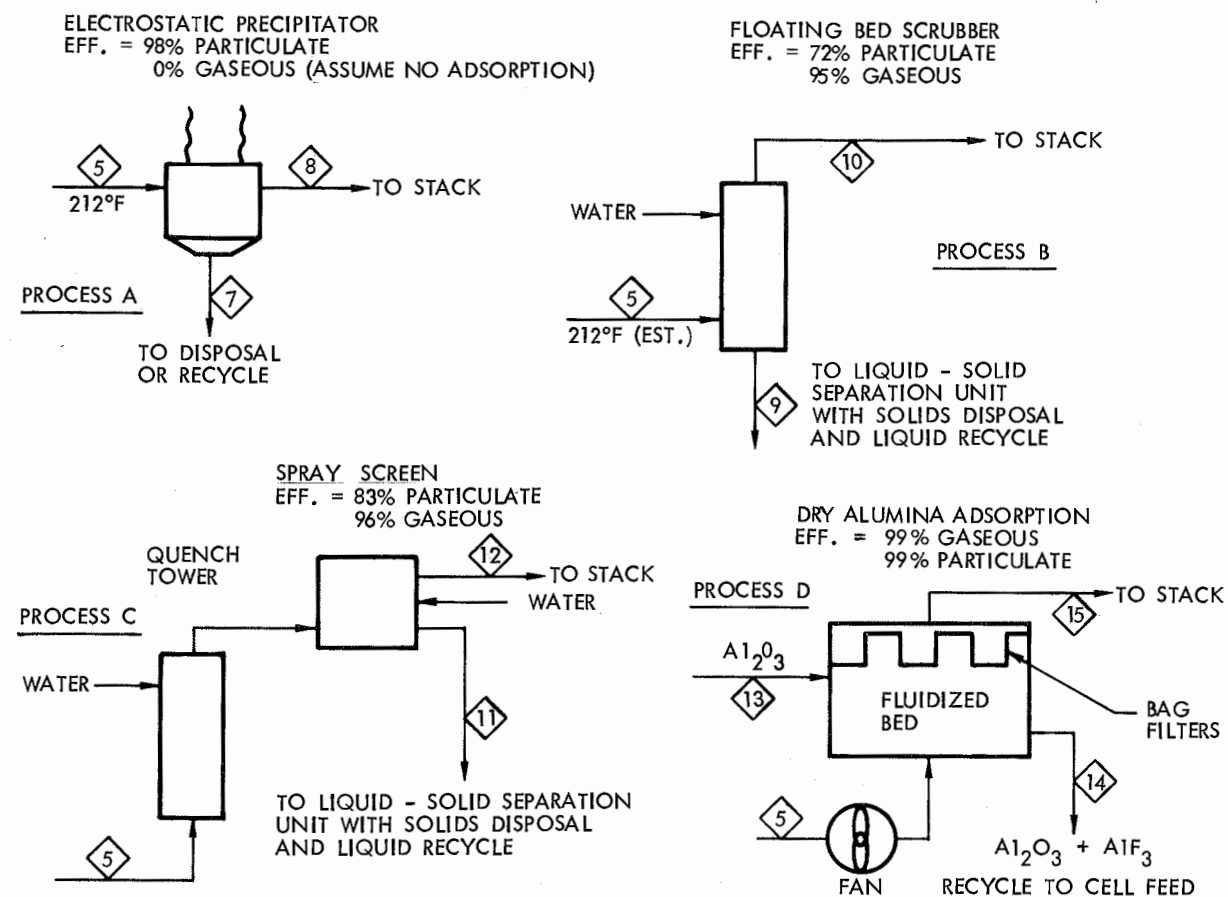 ELECTROSTATIC PRECIPITATOR
EFF. = 98% PARTICULATE
0% GASEOUS (ASSUME NO ADSORPTION)
5
212°F
8
TO STACK
PROCESS A
7
TO DISPOSAL
OR RECYCLE
FLOATING BED SCRUBBER
EFF. = 72% PARTICULATE
95% GASEOUS
10
TO STACK
WATER
PROCESS B
5
212°F (EST.)
9
TO LIQUID - SOLID
SEPARATION UNIT
WITH SOLIDS DISPOSAL
AND LIQUID RECYCLE
SPRAY SCREEN
EFF. = 83% PARTICULATE
96% GASEOUS
QUENCH
TOWER
12
TO STACK
WATER
PROCESS C
WATER
11
TO LIQUID - SOLID SEPARATION
UNIT WITH SOLIDS DISPOSAL
AND LIQUID RECYCLE
5
DRY ALUMINA ADSORPTION
EFF. = 99% GASEOUS
99% PARTICULATE
PROCESS D
15
TO STACK
A1₂0₃
13
FLUIDIZED
BED
BAG
FILTERS
14
5
FAN
A1₂O₃ + A1F₃
RECYCLE TO CELL FEED